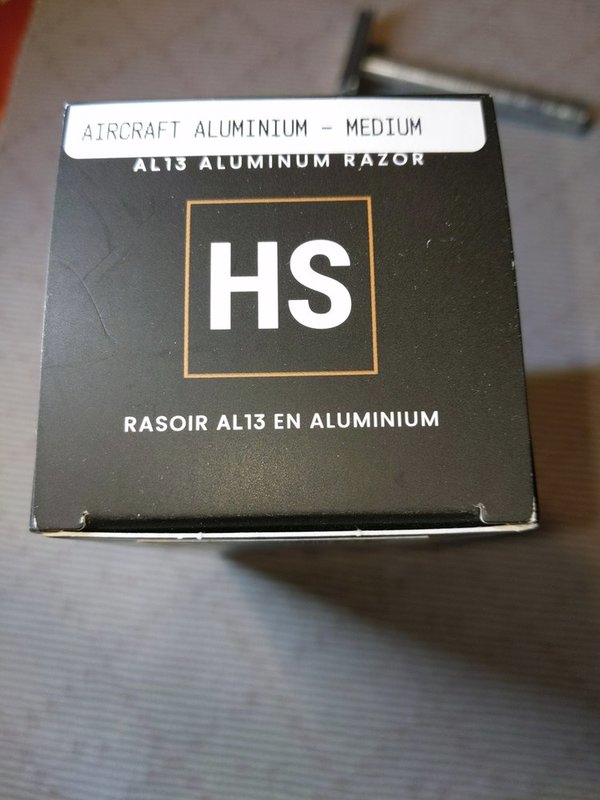 AIRCRAFT ALUMINIUM - MEDIUM
AL13 ALUMINUM RAZOR
HS
RASOIR AL13 EN ALUMINIUM